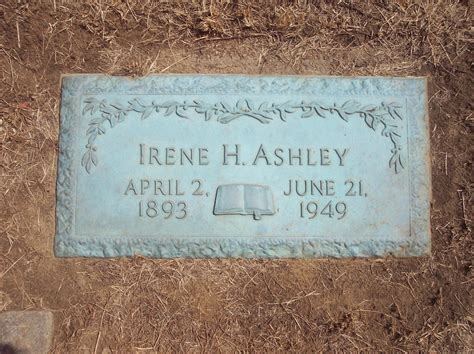 IRENE H. ASHLEY
APRIL 2, JUNE 21,
1893 1949